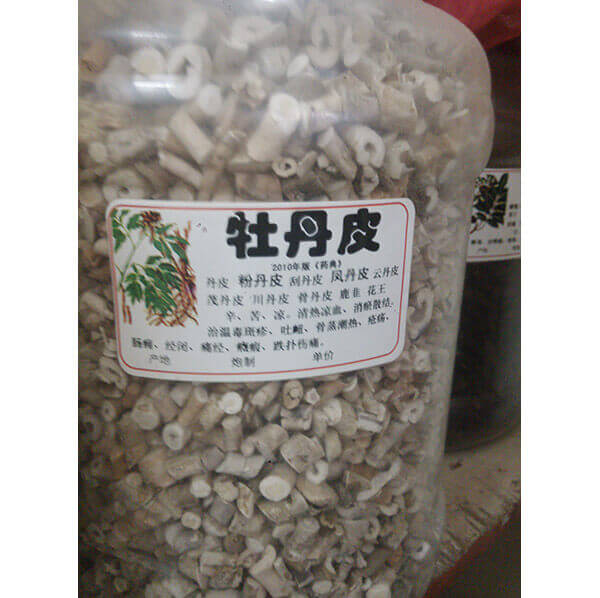 牡丹皮
2010年版《药典》
丹皮 粉丹皮 刮丹皮 凤丹皮 云丹皮
茂丹皮 川丹皮 骨丹皮 鹿韭 花王
辛、苦、凉。清热凉血、消瘀散结。
治温毒斑疹、吐衄、骨蒸潮热、疮疡、
肠痈、经闭、痛经、癥瘕、跌扑伤痛。
产地 炮制 单价